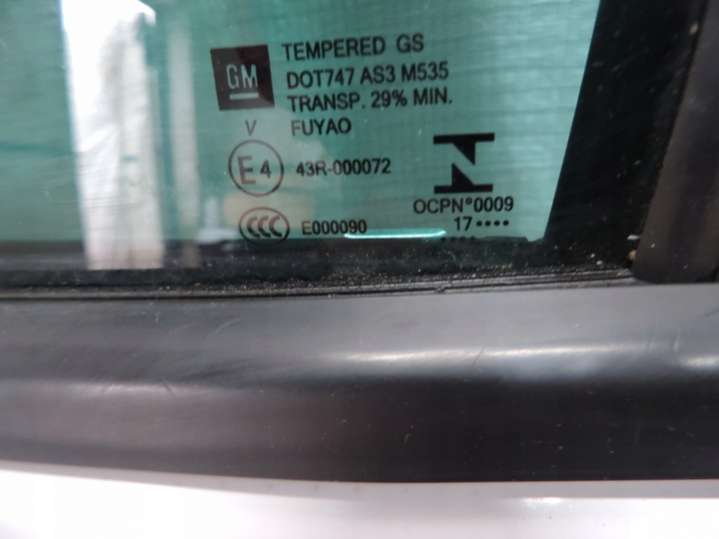 GM
TEMPERED GS
DOT747 AS3 M535
TRANSP. 29% MIN.
V FUYAO
E4 43R-000072
CCC E000090
N
OCPN°0009
17••••
••••